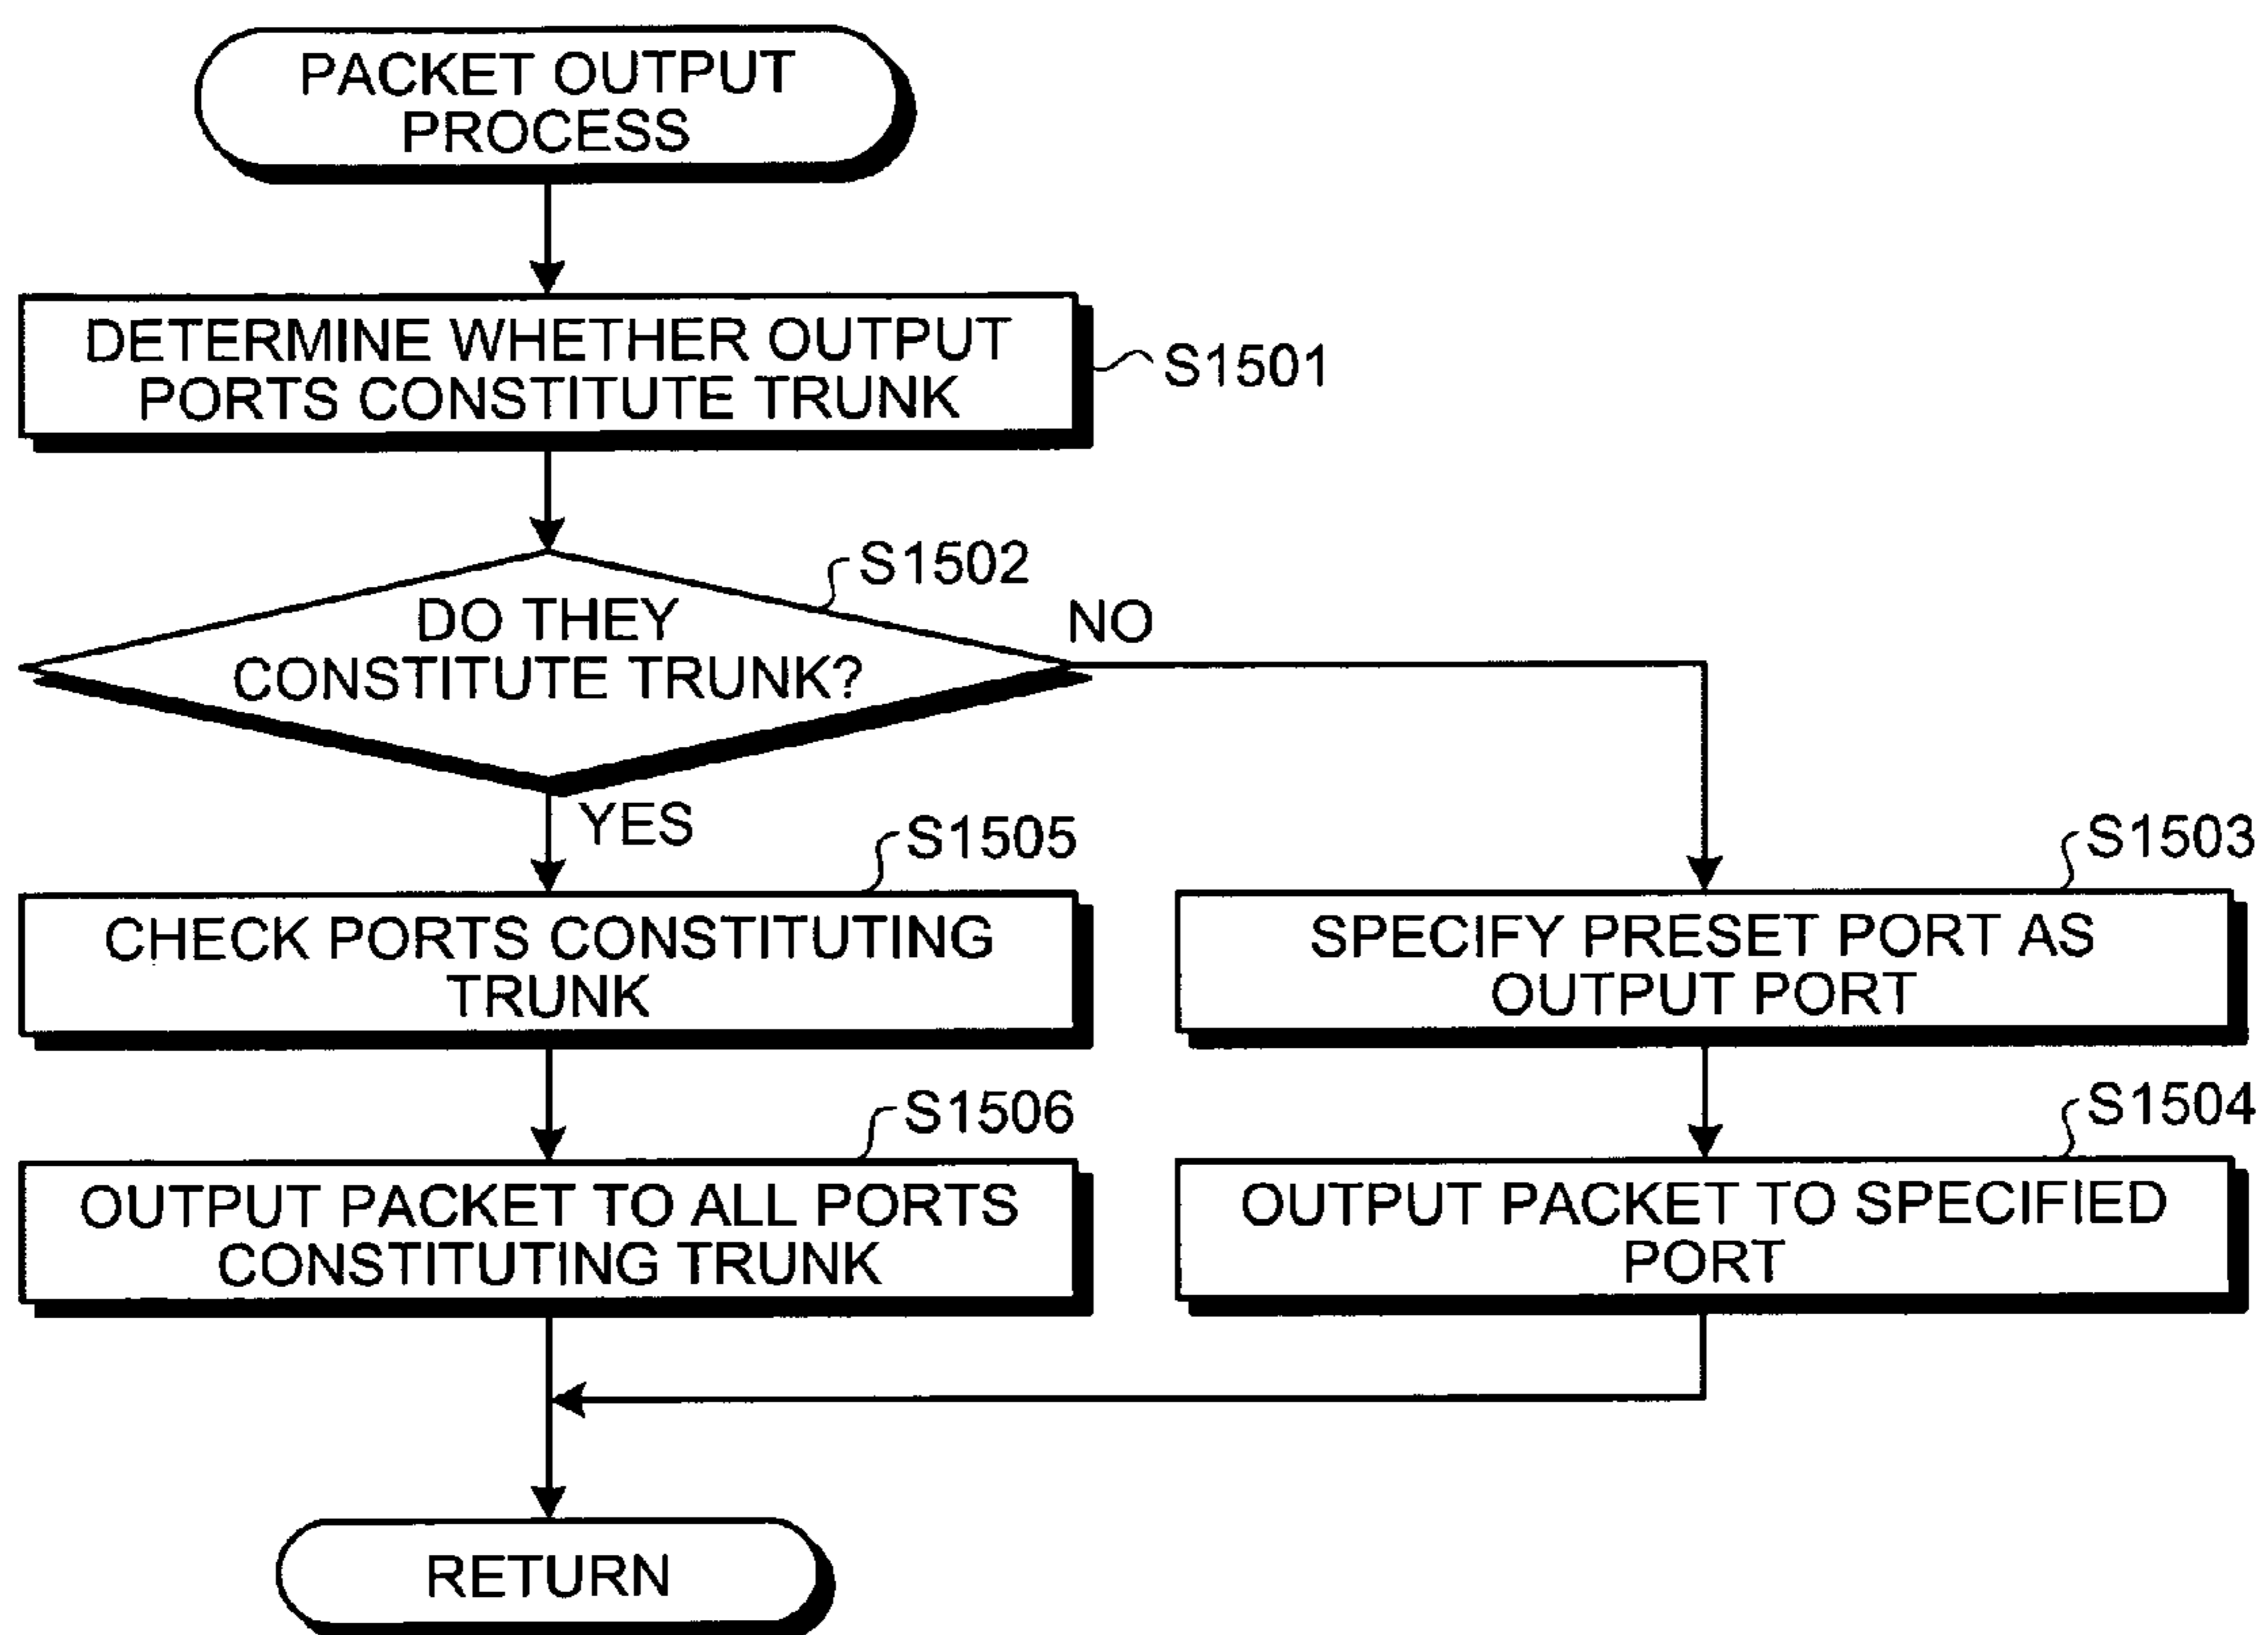 PACKET OUTPUT
PROCESS
DETERMINE WHETHER OUTPUT
PORTS CONSTITUTE TRUNK
S1501
S1502
DO THEY
CONSTITUTE TRUNK?
NO
YES
S1505
CHECK PORTS CONSTITUTING
TRUNK
S1503
SPECIFY PRESET PORT AS
OUTPUT PORT
S1506
OUTPUT PACKET TO ALL PORTS
CONSTITUTING TRUNK
S1504
OUTPUT PACKET TO SPECIFIED
PORT
RETURN